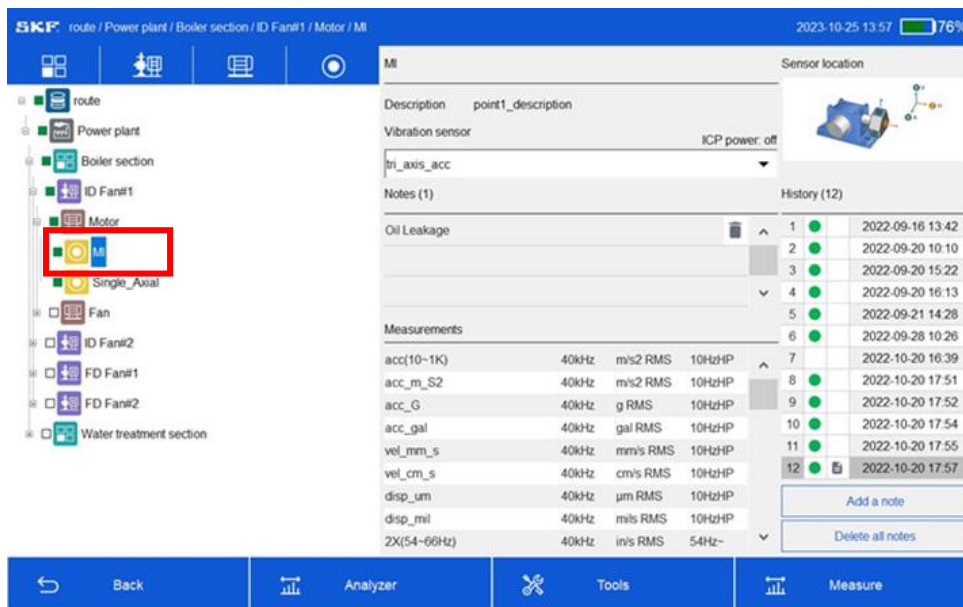 SKF. route / Power plant / Boiler section / ID Fan#1 / Motor / MI
2023-10-25 13:57 76%
route
Power plant
Boiler section
ID Fan#1
Motor
MI
Single_Axial
Fan
ID Fan#2
FD Fan#1
FD Fan#2
Water treatment section
MI
Description point1_description
Vibration sensor
ICP power: off
tri_axis_acc
Notes (1)
Oil Leakage
Measurements
acc(10~1K) 40kHz m/s2 RMS 10HzHP
acc_m_S2 40kHz m/s2 RMS 10HzHP
acc_G 40kHz g RMS 10HzHP
acc_gal 40kHz gal RMS 10HzHP
vel_mm_s 40kHz mm/s RMS 10HzHP
vel_cm_s 40kHz cm/s RMS 10HzHP
disp_um 40kHz μm RMS 10HzHP
disp_mil 40kHz mils RMS 10HzHP
2X(54~66Hz) 40kHz in/s RMS 54Hz~
Sensor location
History (12)
1 2022-09-16 13:42
2 2022-09-20 10:10
3 2022-09-20 15:22
4 2022-09-20 16:13
5 2022-09-21 14:28
6 2022-09-28 10:26
7 2022-10-20 16:39
8 2022-10-20 17:51
9 2022-10-20 17:52
10 2022-10-20 17:54
11 2022-10-20 17:55
12 2022-10-20 17:57
Add a note
Delete all notes
Back
Analyzer
Tools
Measure